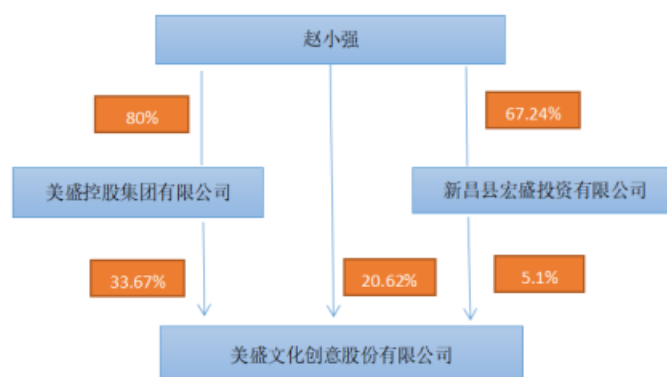 赵小强
80%
67.24%
美盛控股集团有限公司
新昌县宏盛投资有限公司
33.67%
20.62%
5.1%
美盛文化创意股份有限公司